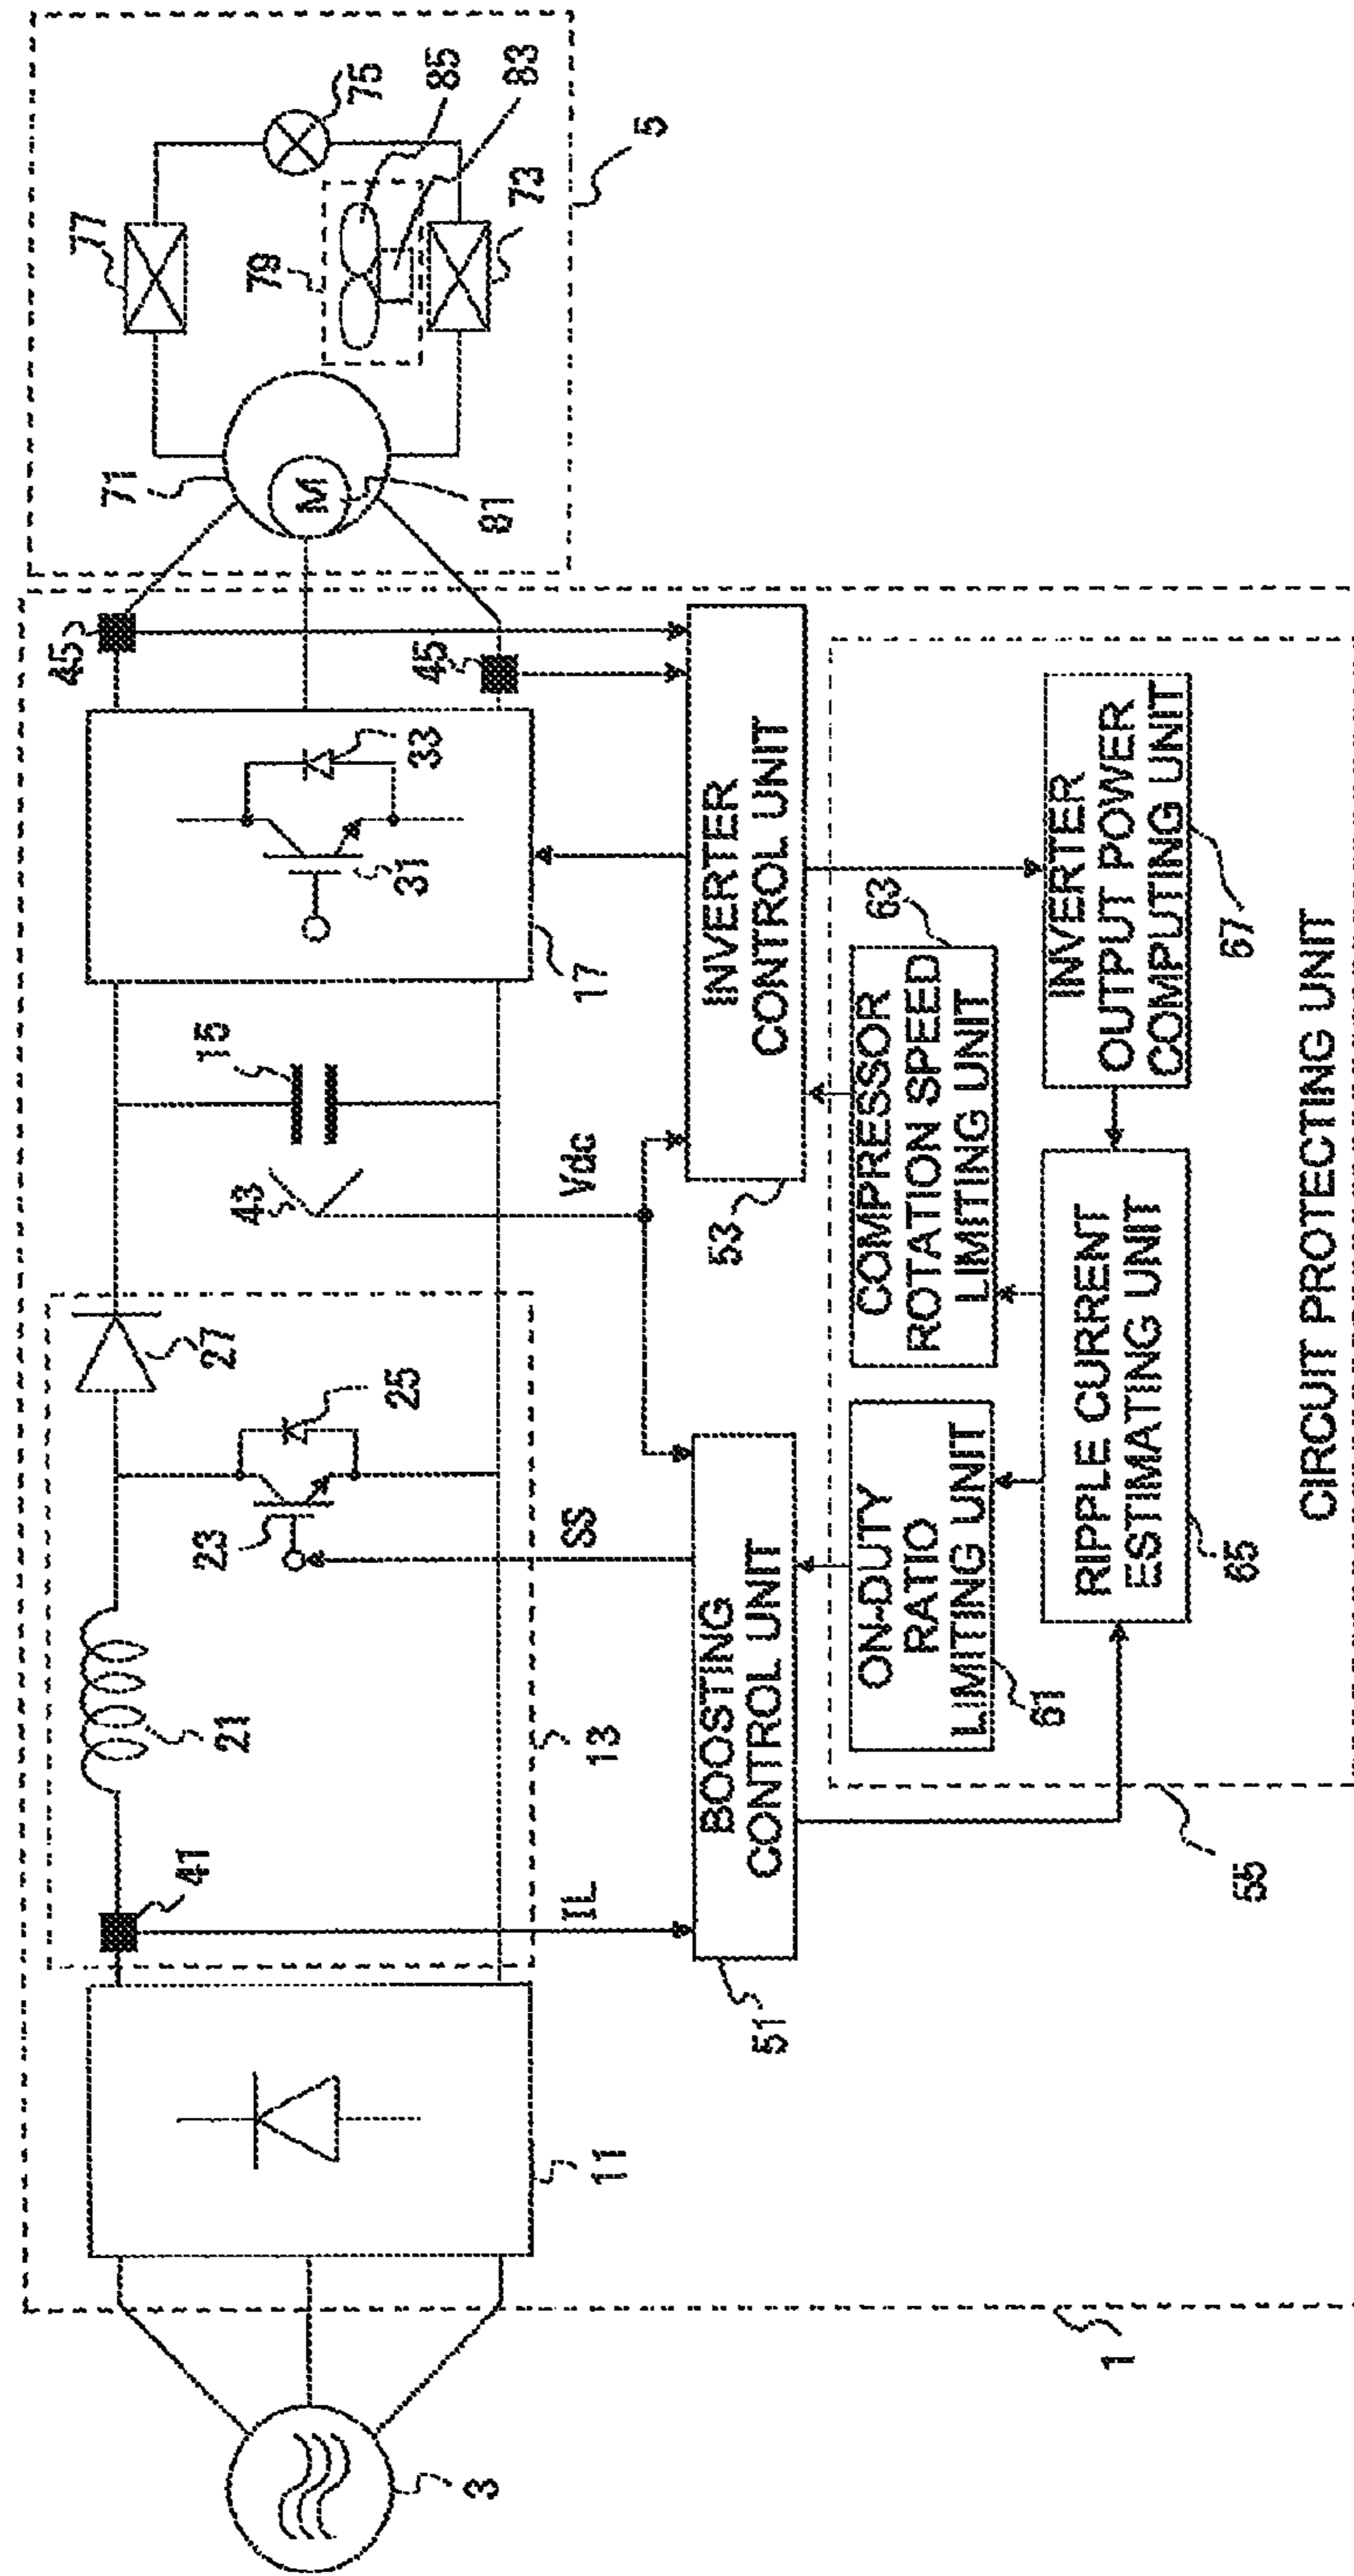 3
1
11
13
21
23
25
27
41
IL
SS
43
15
Vdc
17
31
33
45
45
71
M
81
77
79
75
85
83
73
5
51
BOOSTING
CONTROL UNIT
53
INVERTER
CONTROL UNIT
ON-DUTY
RATIO
LIMITING UNIT
61
COMPRESSOR
ROTATION SPEED
LIMITING UNIT
63
RIPPLE CURRENT
ESTIMATING UNIT
65
INVERTER
OUTPUT POWER
COMPUTING UNIT
67
CIRCUIT PROTECTING UNIT
55